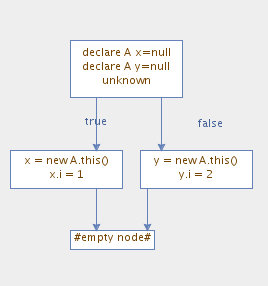 declare A x=null
declare A y=null
unknown
true
false
x = new A.this()
x.i = 1
y = new A.this()
y.i = 2
#empty node#